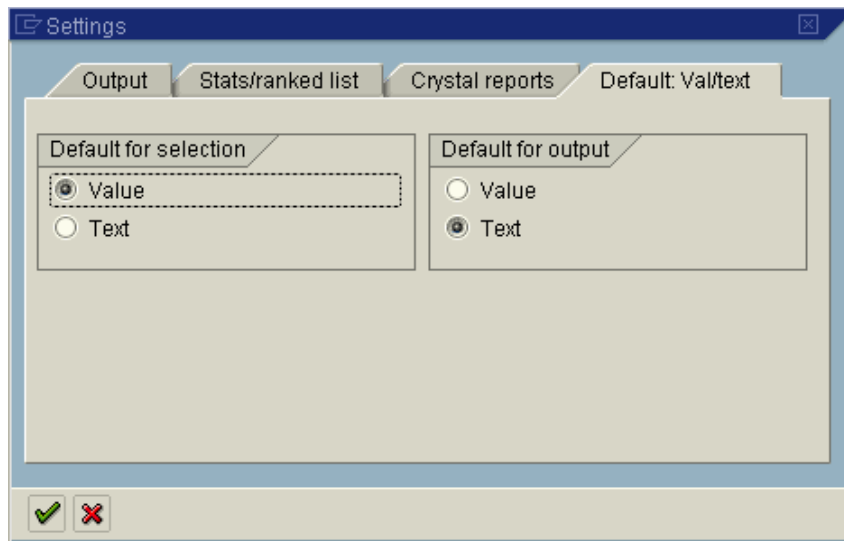 Settings
Output Stats/ranked list Crystal reports Default: Val/text
Default for selection
Value
Text
Default for output
Value
Text